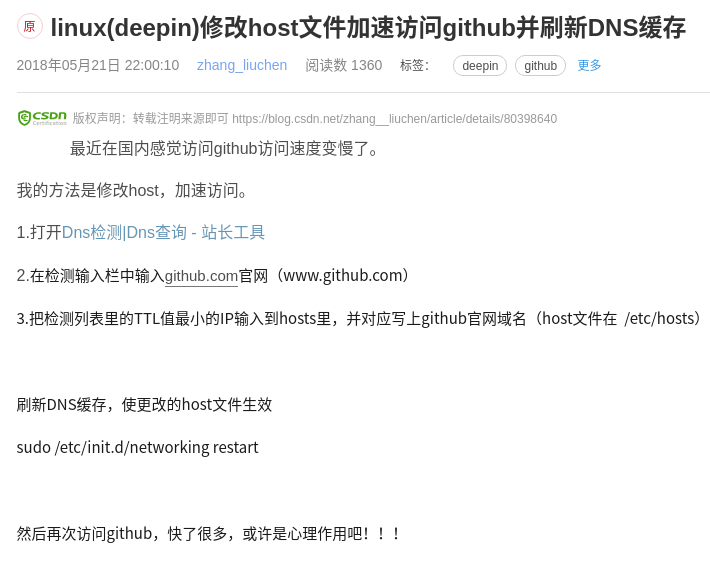 原 linux(deepin)修改host文件加速访问github并刷新DNS缓存
2018年05月21日 22:00:10 zhang_liuchen 阅读数 1360 标签： deepin github 更多
CSDN Certification 版权声明：转载注明来源即可 https://blog.csdn.net/zhang__liuchen/article/details/80398640
最近在国内感觉访问github访问速度变慢了。
我的方法是修改host，加速访问。
1.打开Dns检测|Dns查询 - 站长工具
2.在检测输入栏中输入github.com官网（www.github.com）
3.把检测列表里的TTL值最小的IP输入到hosts里，并对应写上github官网域名（host文件在 /etc/hosts）
刷新DNS缓存，使更改的host文件生效
sudo /etc/init.d/networking restart
然后再次访问github，快了很多，或许是心理作用吧！！！